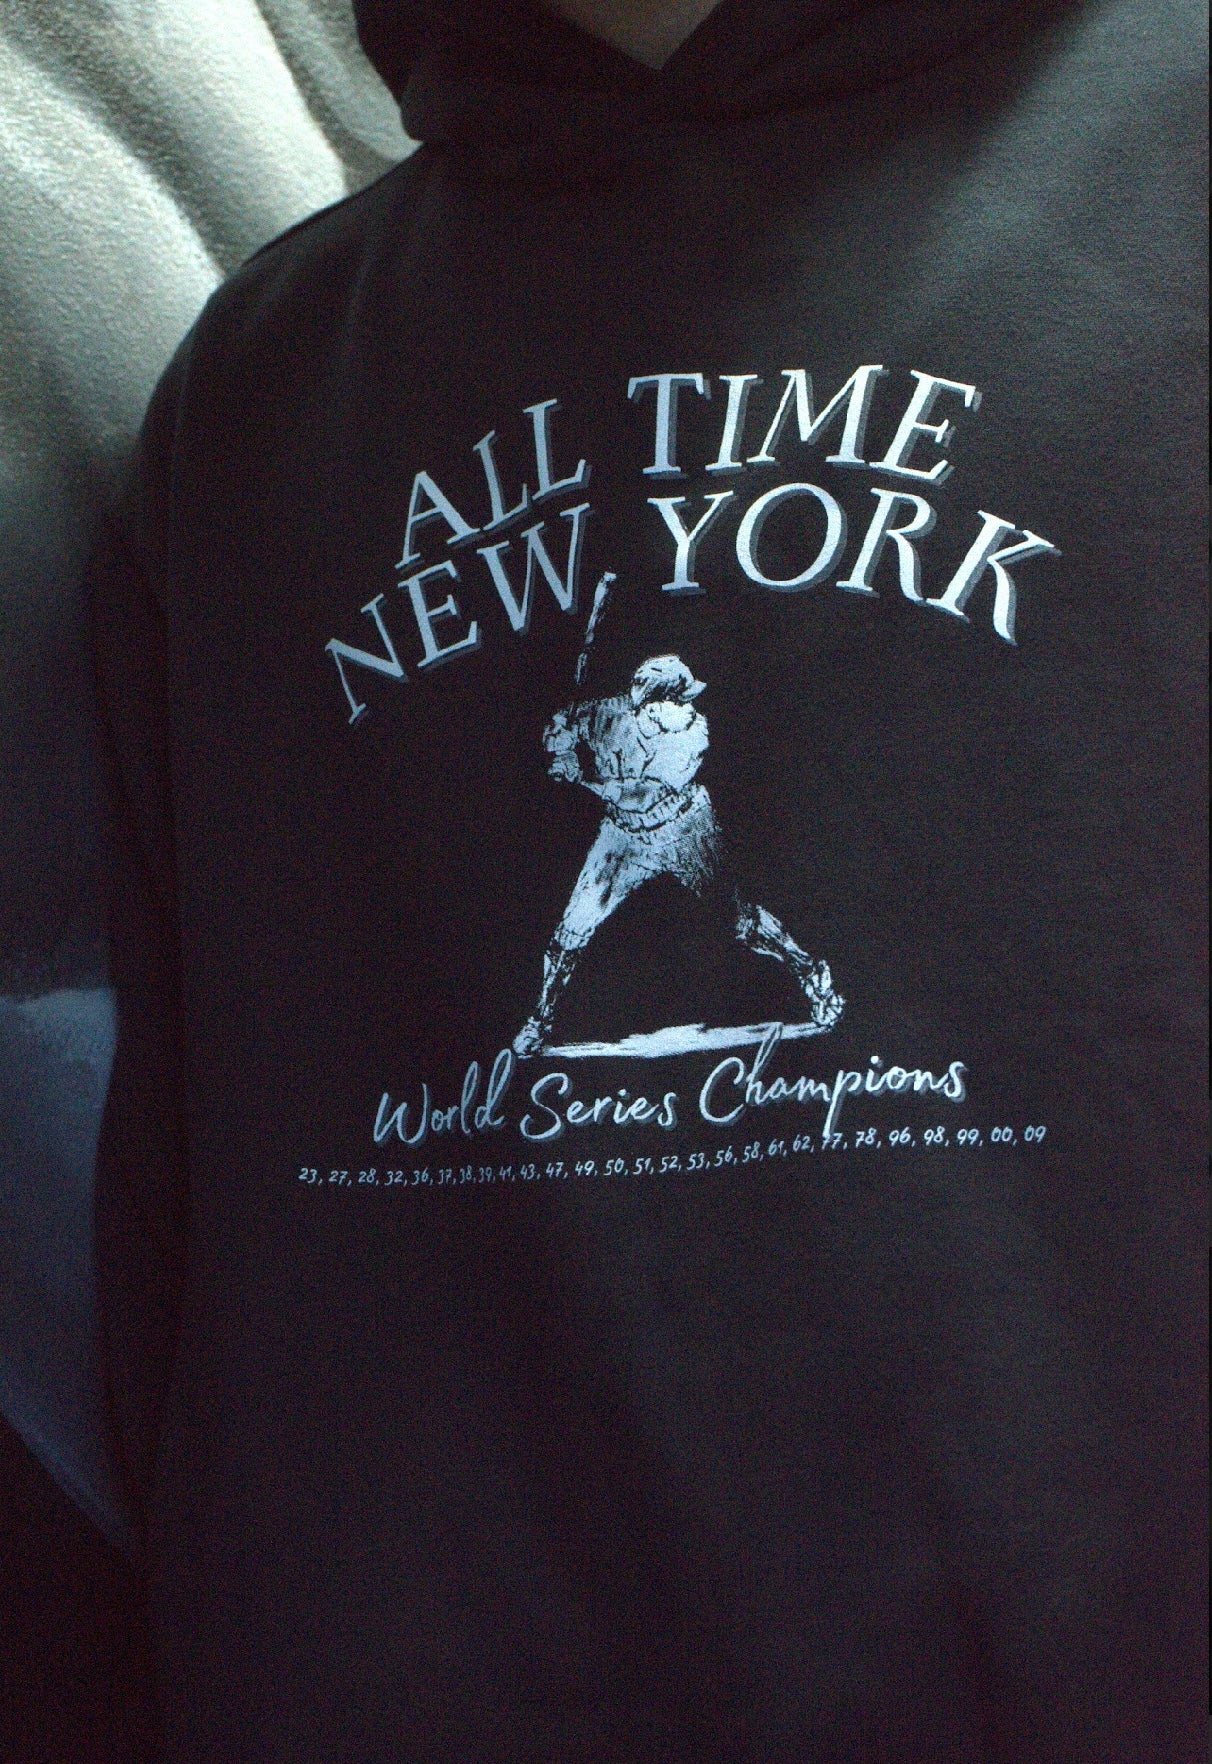 ALL TIME
NEW YORK
World Series Champions
23, 27, 28, 32, 36, 37, 38, 39, 41, 43, 47, 49, 50, 51, 52, 53, 56, 58, 61, 62, 77, 78, 96, 98, 99, 00, 09